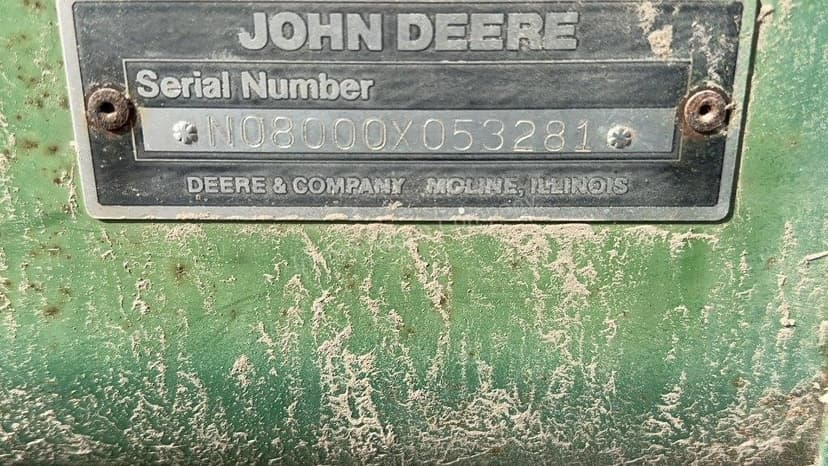 JOHN DEERE
Serial Number
*N08000X053281*
DEERE & COMPANY MOLINE, ILLINOIS